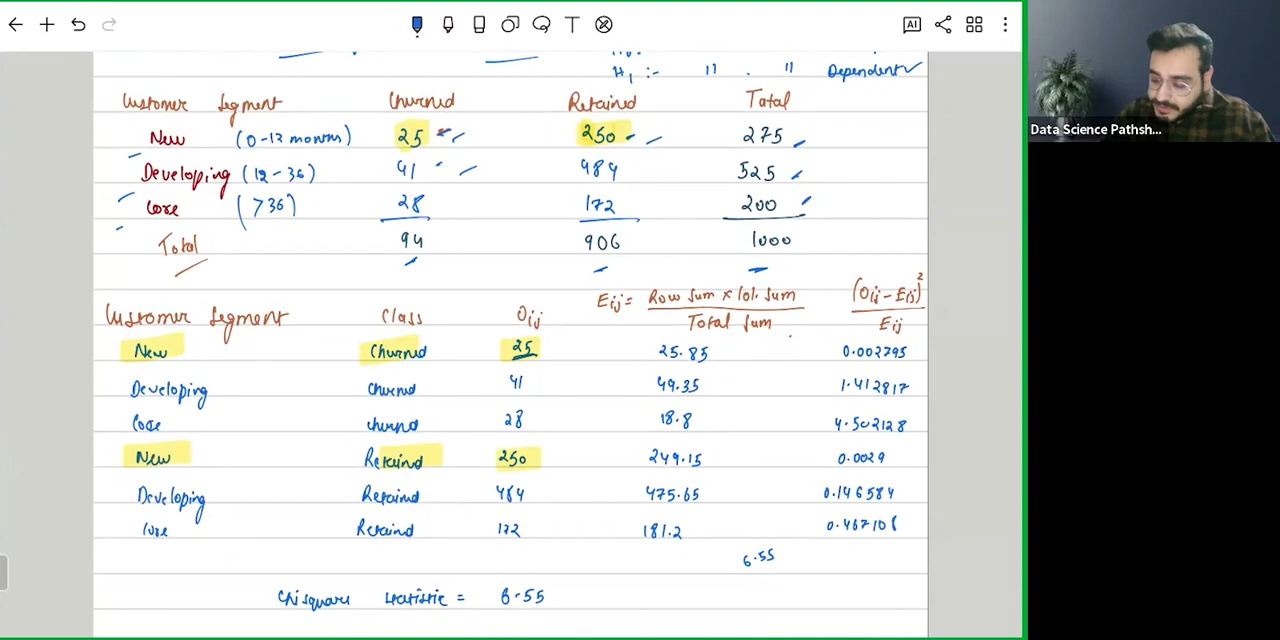 H₁ :- " . " Dependent
Data Science Pathsh...
Customer Segment Churned Retained Total
New (0-12 months) 25 250 275
Developing (12-36) 41 484 525
Core (>36) 28 172 200
Total 94 906 1000
Customer Segment Class Oij Eij = Row sum × Col. Sum / Total Sum (Oij - Eij)² / Eij
New Churned 25 25.85 0.002795
Developing Churned 41 49.35 1.412817
Core Churned 28 18.8 4.502128
New Retained 250 249.15 0.0029
Developing Retained 484 475.65 0.146584
Core Retained 172 181.2 0.467108
6.55
Chisquare statistic = 6.55